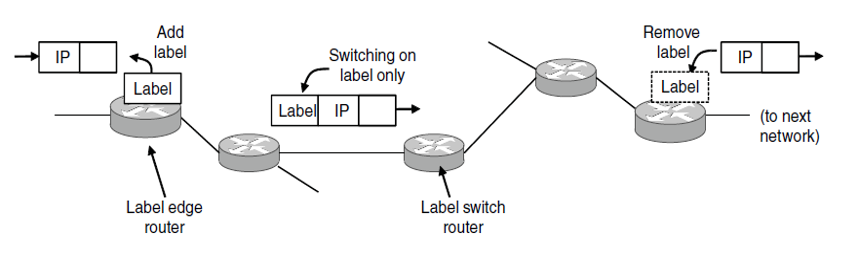 Add
label
IP
Label
Switching on
label only
Label IP
Remove
label
IP
Label
(to next
network)
Label edge
router
Label switch
router